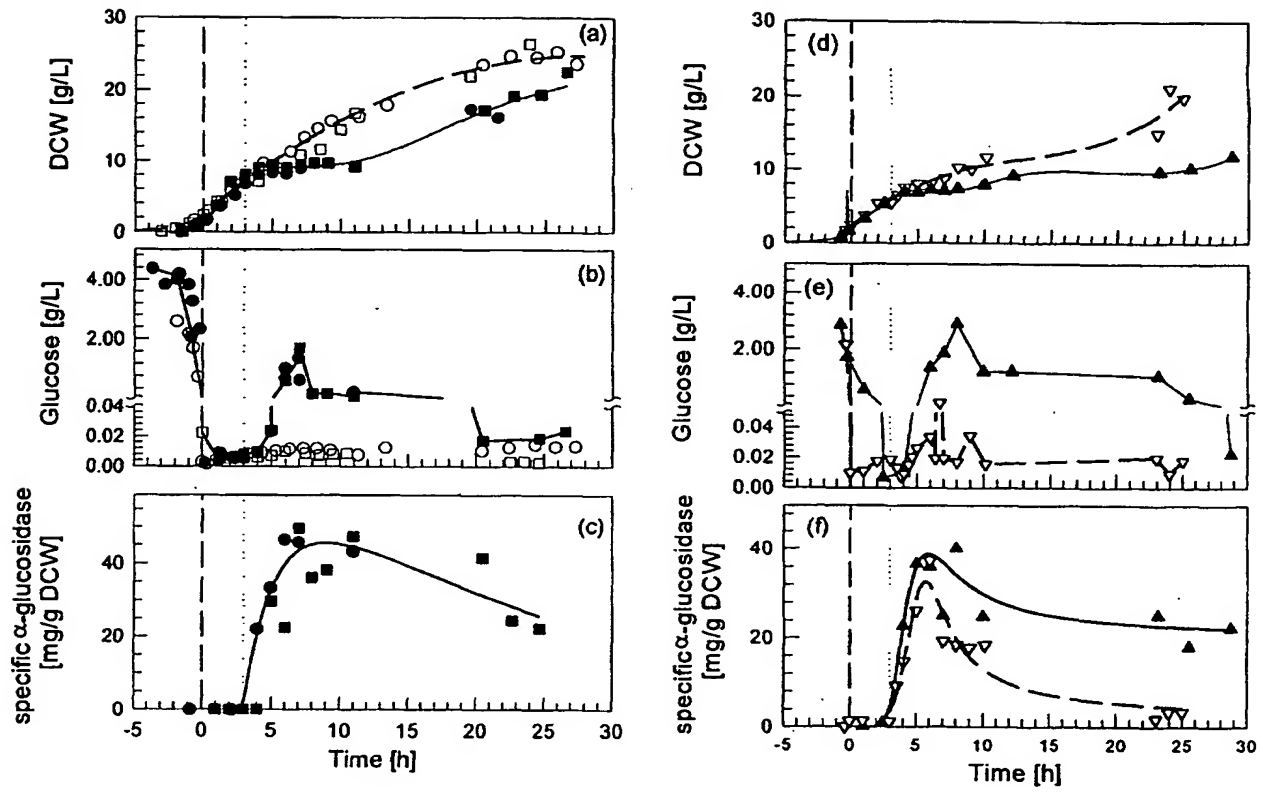 (a)
DCW [g/L]
30
20
10
0
(b)
Glucose [g/L]
4.00
2.00
0.04
0.02
0.00
(c)
specific α-glucosidase
[mg/g DCW]
40
20
0
-5 0 5 10 15 20 25 30
Time [h]
(d)
DCW [g/L]
30
20
10
0
(e)
Glucose [g/L]
4.00
2.00
0.04
0.02
0.00
(f)
specific α-glucosidase
[mg/g DCW]
40
20
0
-5 0 5 10 15 20 25 30
Time [h]